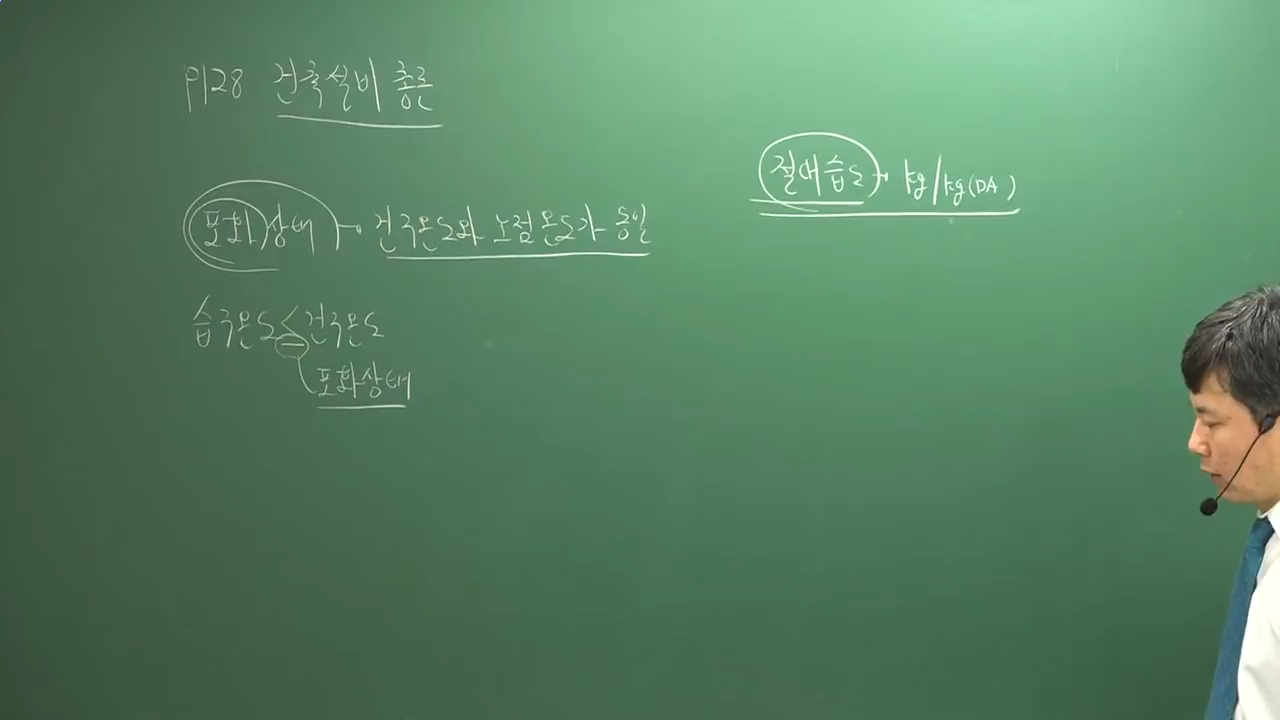 P128 건축설비 총론
포화상태 → 건구온도와 노점온도가 동일
습구온도 ≤ 건구온도
포화상태
절대습도 → kg/kg(DA)